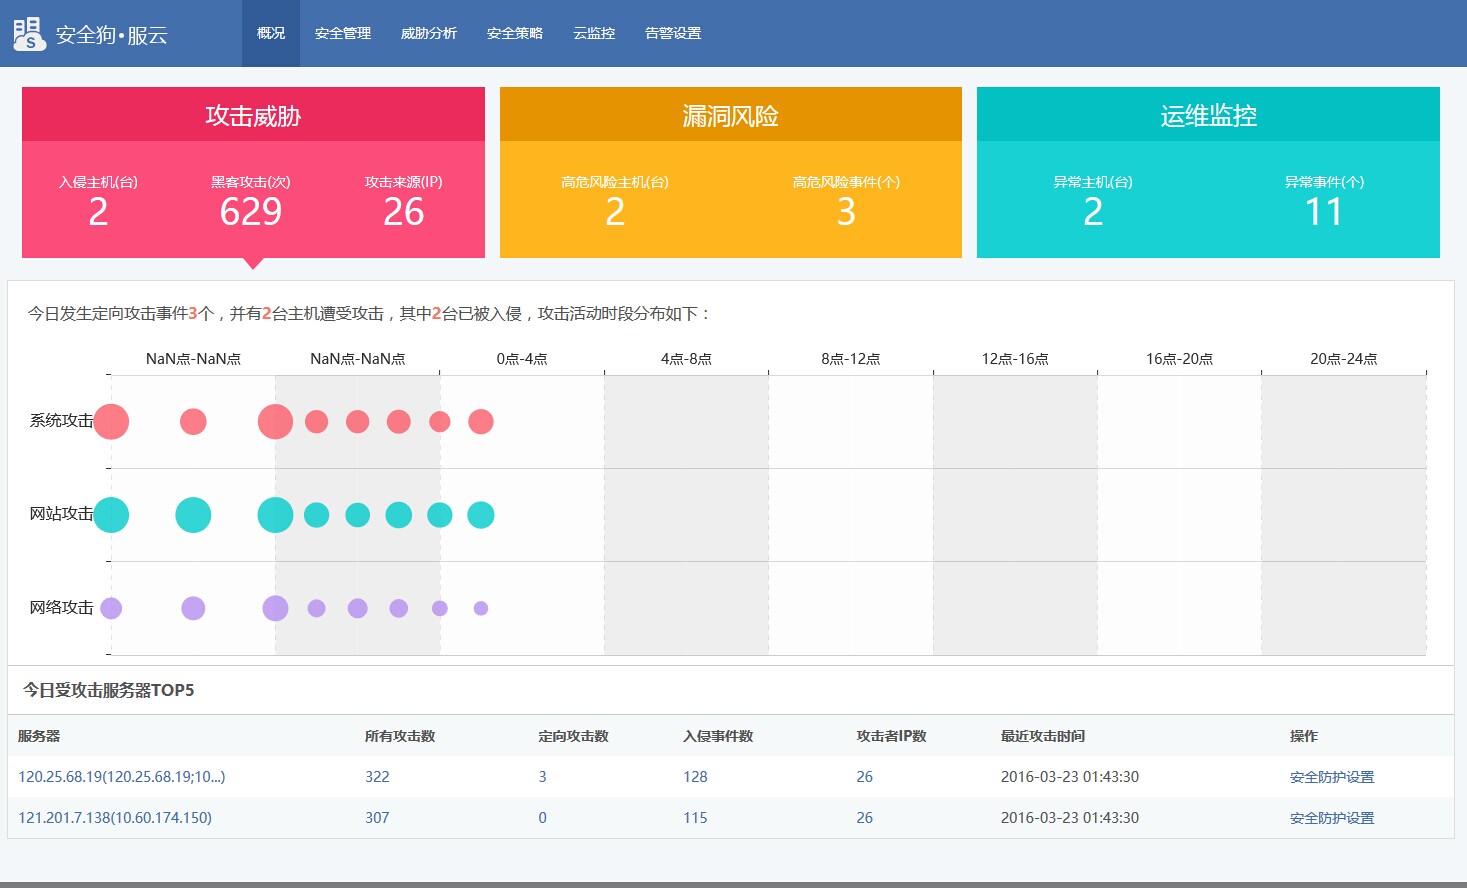 安全狗•服云 概况 安全管理 威胁分析 安全策略 云监控 告警设置
攻击威胁 漏洞风险 运维监控
入侵主机(台) 黑客攻击(次) 攻击来源(IP) 高危风险主机(台) 高危风险事件(个) 异常主机(台) 异常事件(个)
2 629 26 2 3 2 11
今日发生定向攻击事件3个，并有2台主机遭受攻击，其中2台已被入侵，攻击活动时段分布如下：
NaN点-NaN点 NaN点-NaN点 0点-4点 4点-8点 8点-12点 12点-16点 16点-20点 20点-24点
系统攻击
网站攻击
网络攻击
今日受攻击服务器TOP5
服务器 所有攻击数 定向攻击数 入侵事件数 攻击者IP数 最近攻击时间 操作
120.25.68.19(120.25.68.19;10...) 322 3 128 26 2016-03-23 01:43:30 安全防护设置
121.201.7.138(10.60.174.150) 307 0 115 26 2016-03-23 01:43:30 安全防护设置